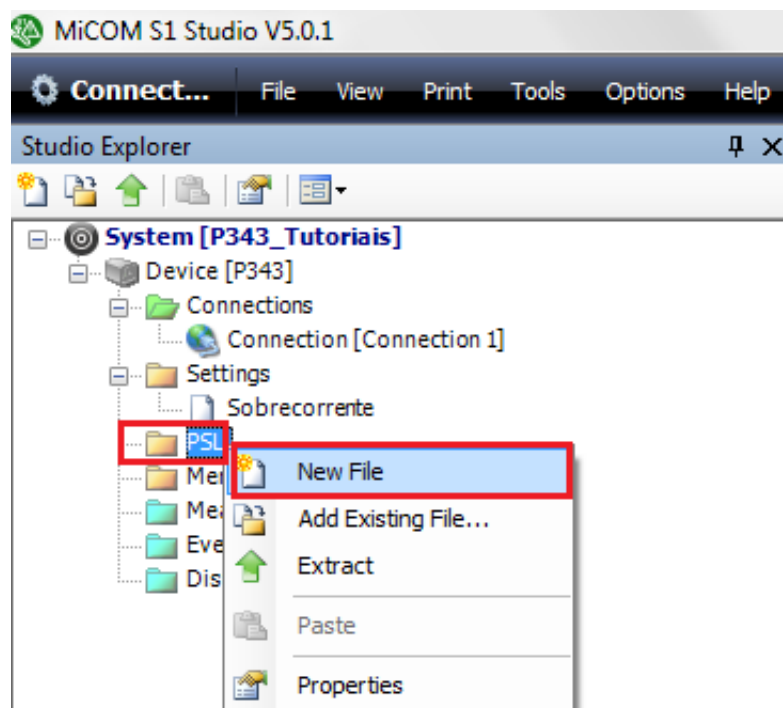 MiCOM S1 Studio V5.0.1
Connect... File View Print Tools Options Help
Studio Explorer
System [P343_Tutoriais]
Device [P343]
Connections
Connection [Connection 1]
Settings
Sobrecorrente
PSL
New File
Add Existing File...
Extract
Paste
Properties